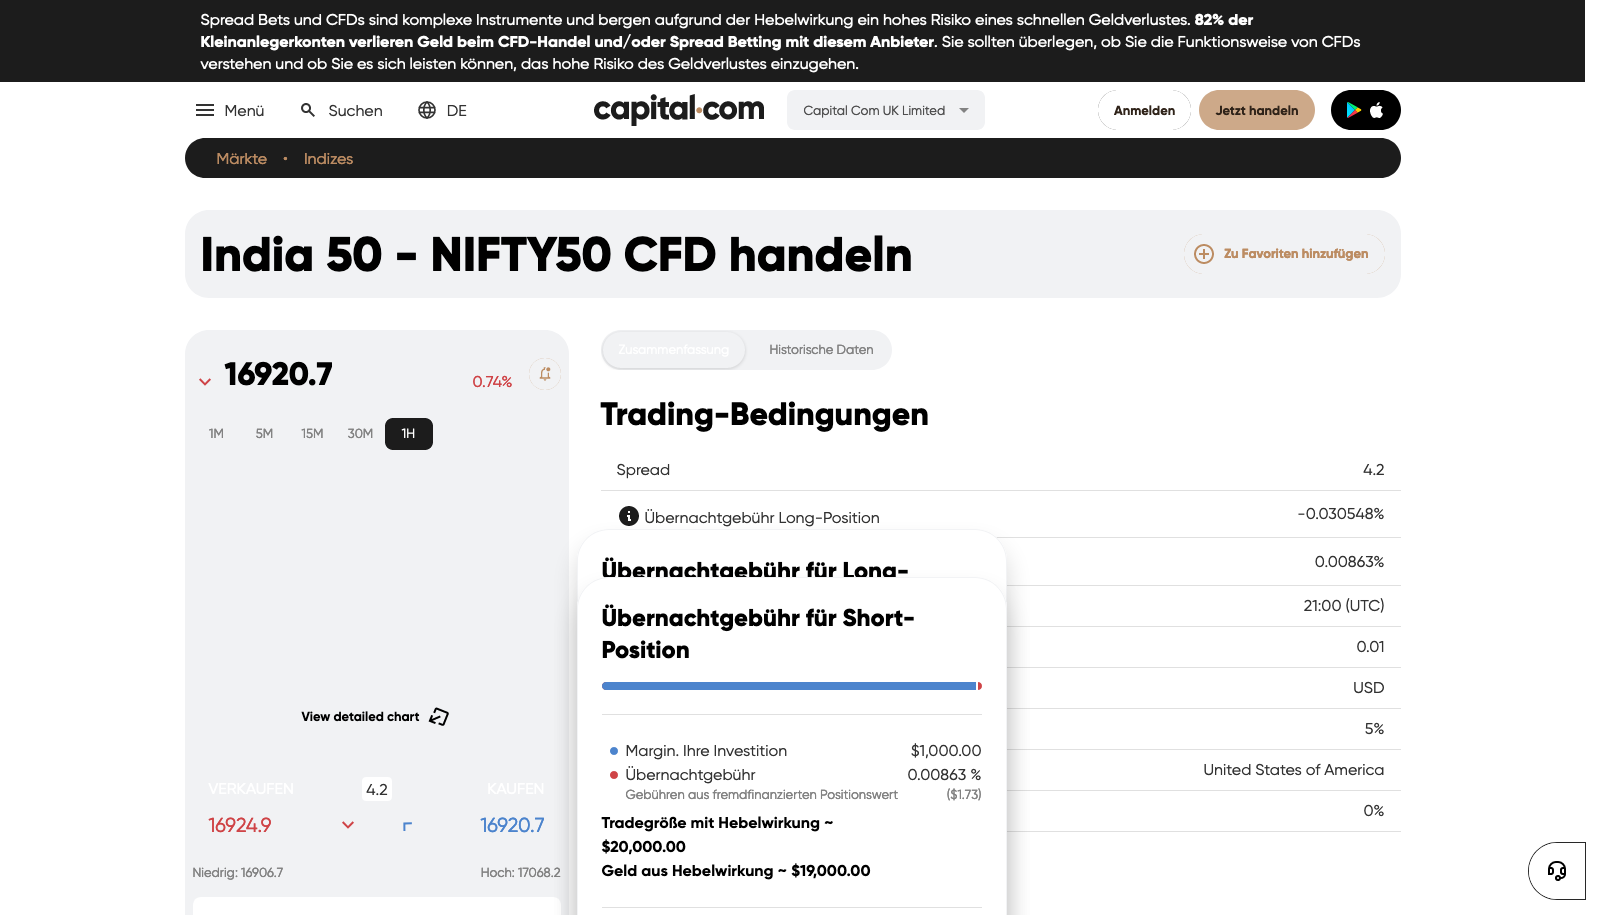 Spread Bets und CFDs sind komplexe Instrumente und bergen aufgrund der Hebelwirkung ein hohes Risiko eines schnellen Geldverlustes. 82% der
Kleinanlegerkonten verlieren Geld beim CFD-Handel und/oder Spread Betting mit diesem Anbieter. Sie sollten überlegen, ob Sie die Funktionsweise von CFDs
verstehen und ob Sie es sich leisten können, das hohe Risiko des Geldverlustes einzugehen.
Menü Suchen DE capital.com Capital Com UK Limited Anmelden Jetzt handeln
Märkte • Indizes
India 50 - NIFTY50 CFD handeln
Zu Favoriten hinzufügen
16920.7 0.74%
1M 5M 15M 30M 1H
View detailed chart
VERKAUFEN 4.2 KAUFEN
16924.9 16920.7
Niedrig: 16906.7 Hoch: 17068.2
Zusammenfassung Historische Daten
Trading-Bedingungen
Spread 4.2
Übernachtgebühr Long-Position -0.030548%
0.00863%
21:00 (UTC)
0.01
USD
5%
United States of America
0%
Übernachtgebühr für Long-
Übernachtgebühr für Short-
Position
Margin. Ihre Investition $1,000.00
Übernachtgebühr 0.00863 %
Gebühren aus fremdfinanzierten Positionswert ($1.73)
Tradegröße mit Hebelwirkung ~
$20,000.00
Geld aus Hebelwirkung ~ $19,000.00